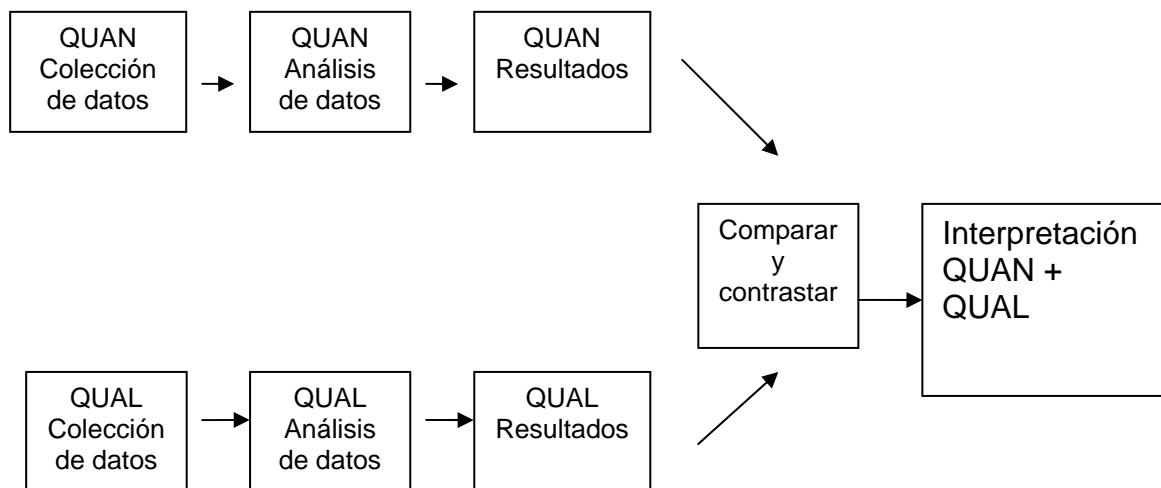 QUAN
Colección
de datos
QUAN
Análisis
de datos
QUAN
Resultados
Comparar
y
contrastar
Interpretación
QUAN +
QUAL
QUAL
Colección
de datos
QUAL
Análisis
de datos
QUAL
Resultados